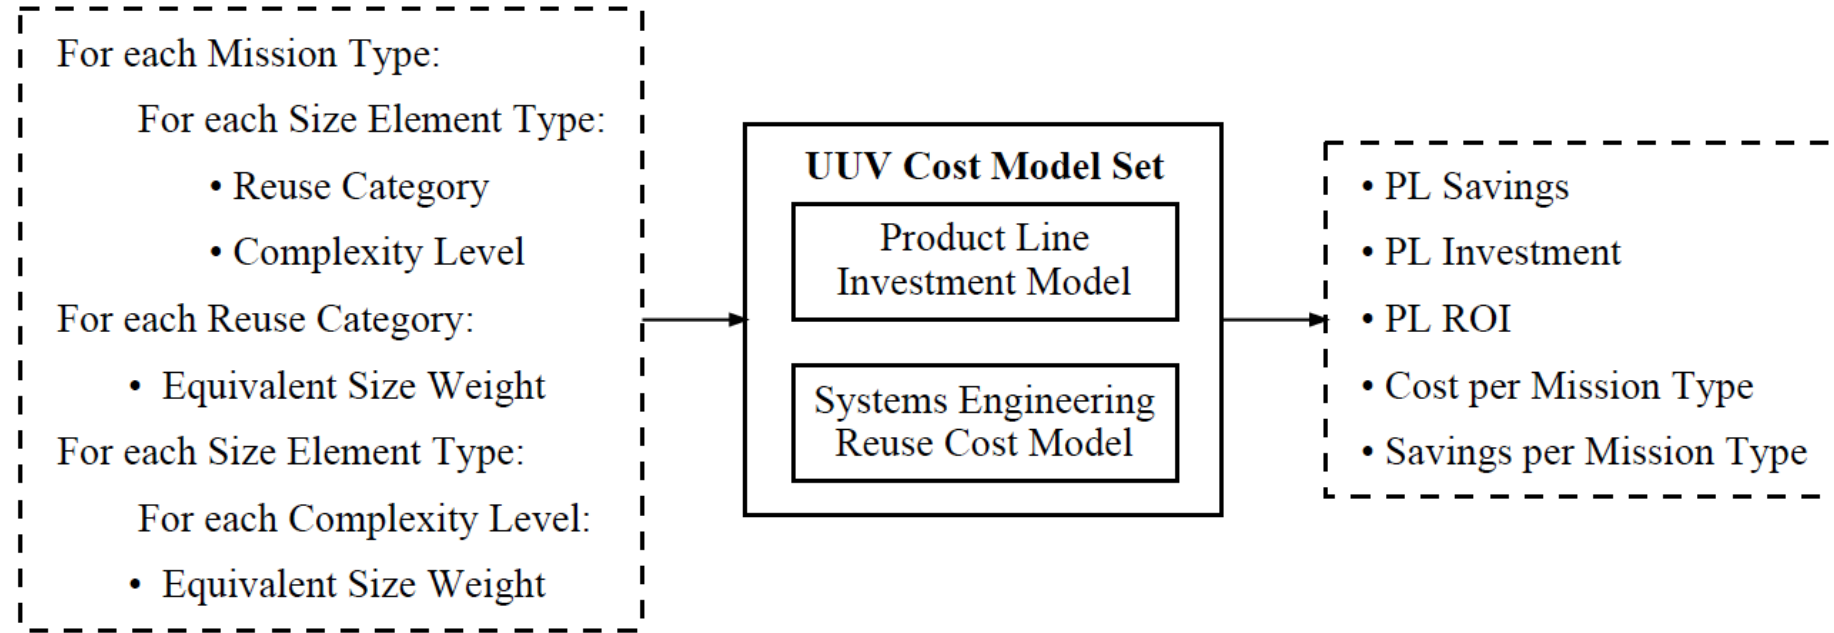 For each Mission Type:
For each Size Element Type:
• Reuse Category
• Complexity Level
For each Reuse Category:
• Equivalent Size Weight
For each Size Element Type:
For each Complexity Level:
• Equivalent Size Weight
UUV Cost Model Set
Product Line
Investment Model
Systems Engineering
Reuse Cost Model
• PL Savings
• PL Investment
• PL ROI
• Cost per Mission Type
• Savings per Mission Type